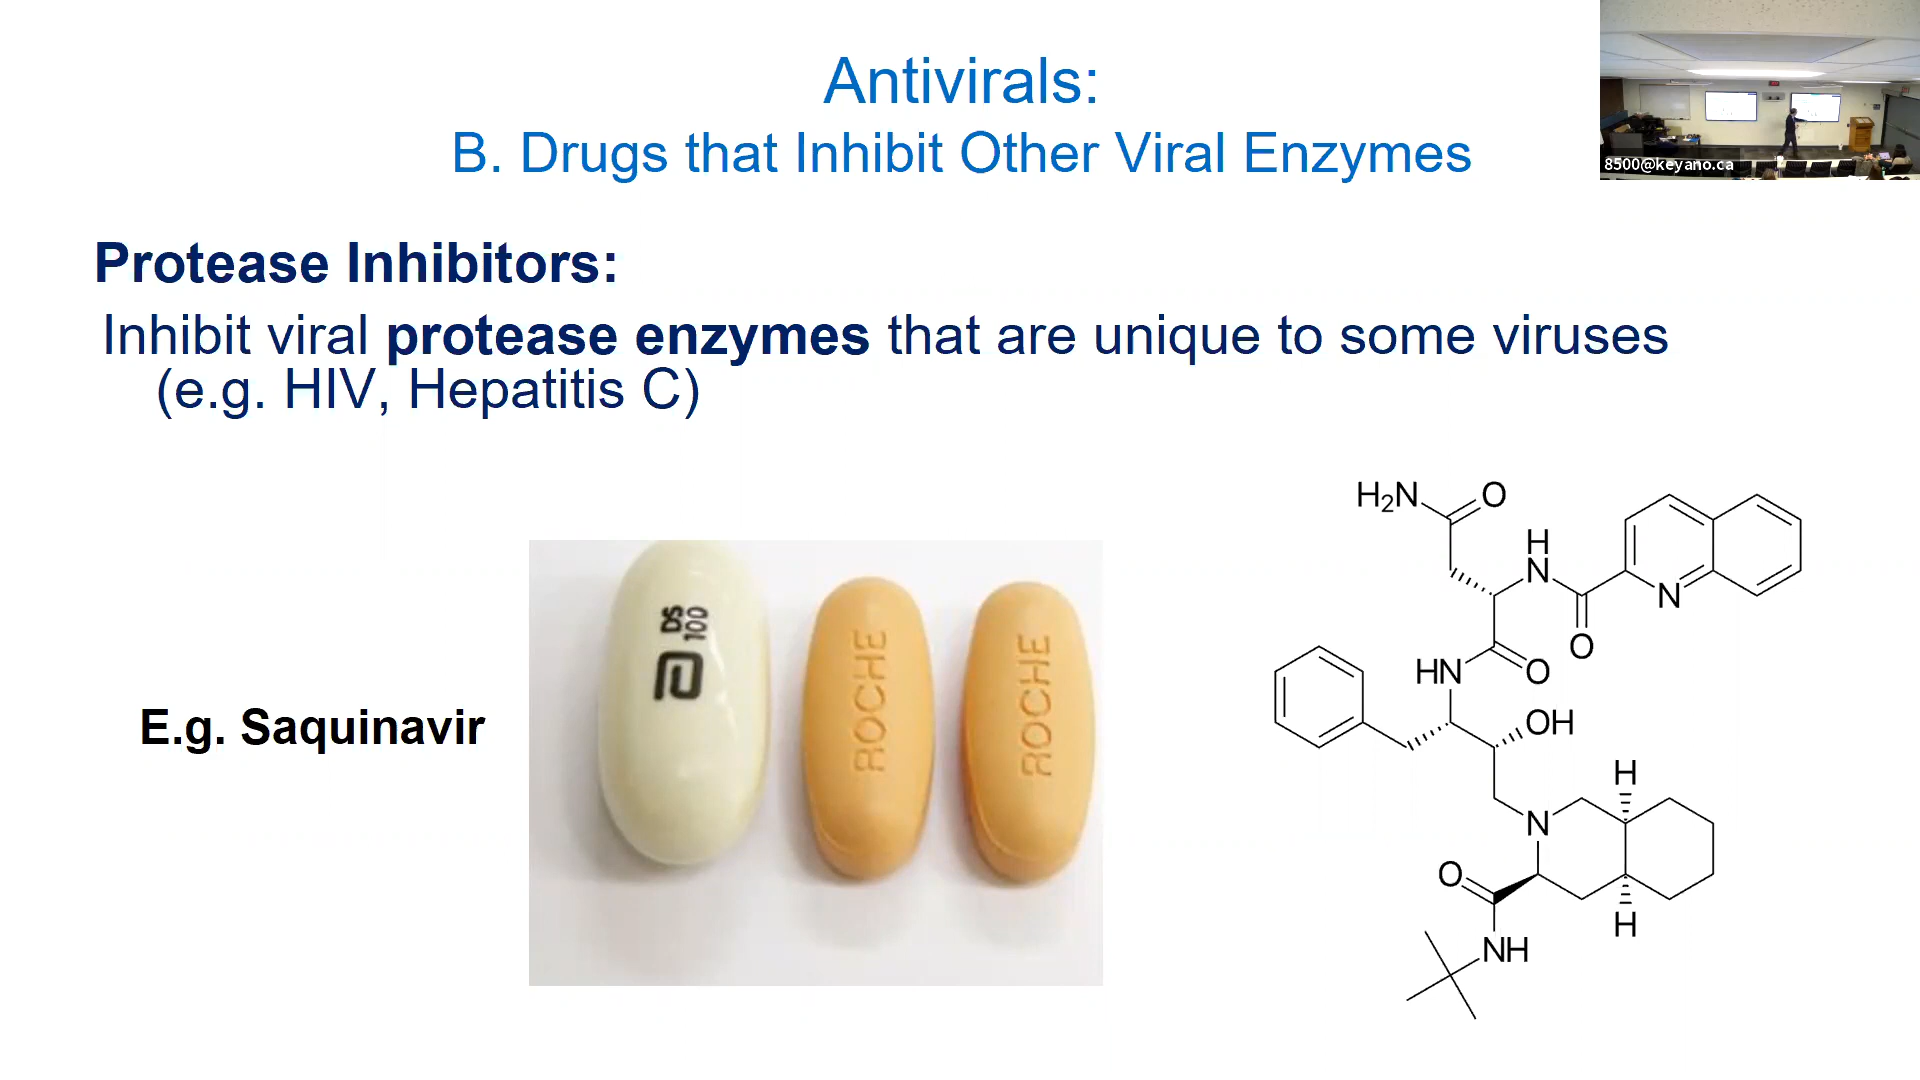 Antivirals:
B. Drugs that Inhibit Other Viral Enzymes
8500@keyano.ca
Protease Inhibitors:
Inhibit viral protease enzymes that are unique to some viruses
(e.g. HIV, Hepatitis C)
E.g. Saquinavir
DS
100
a
ROCHE
ROCHE
H2N
O
H
N
O
N
HN
O
OH
H
N
O
NH
H